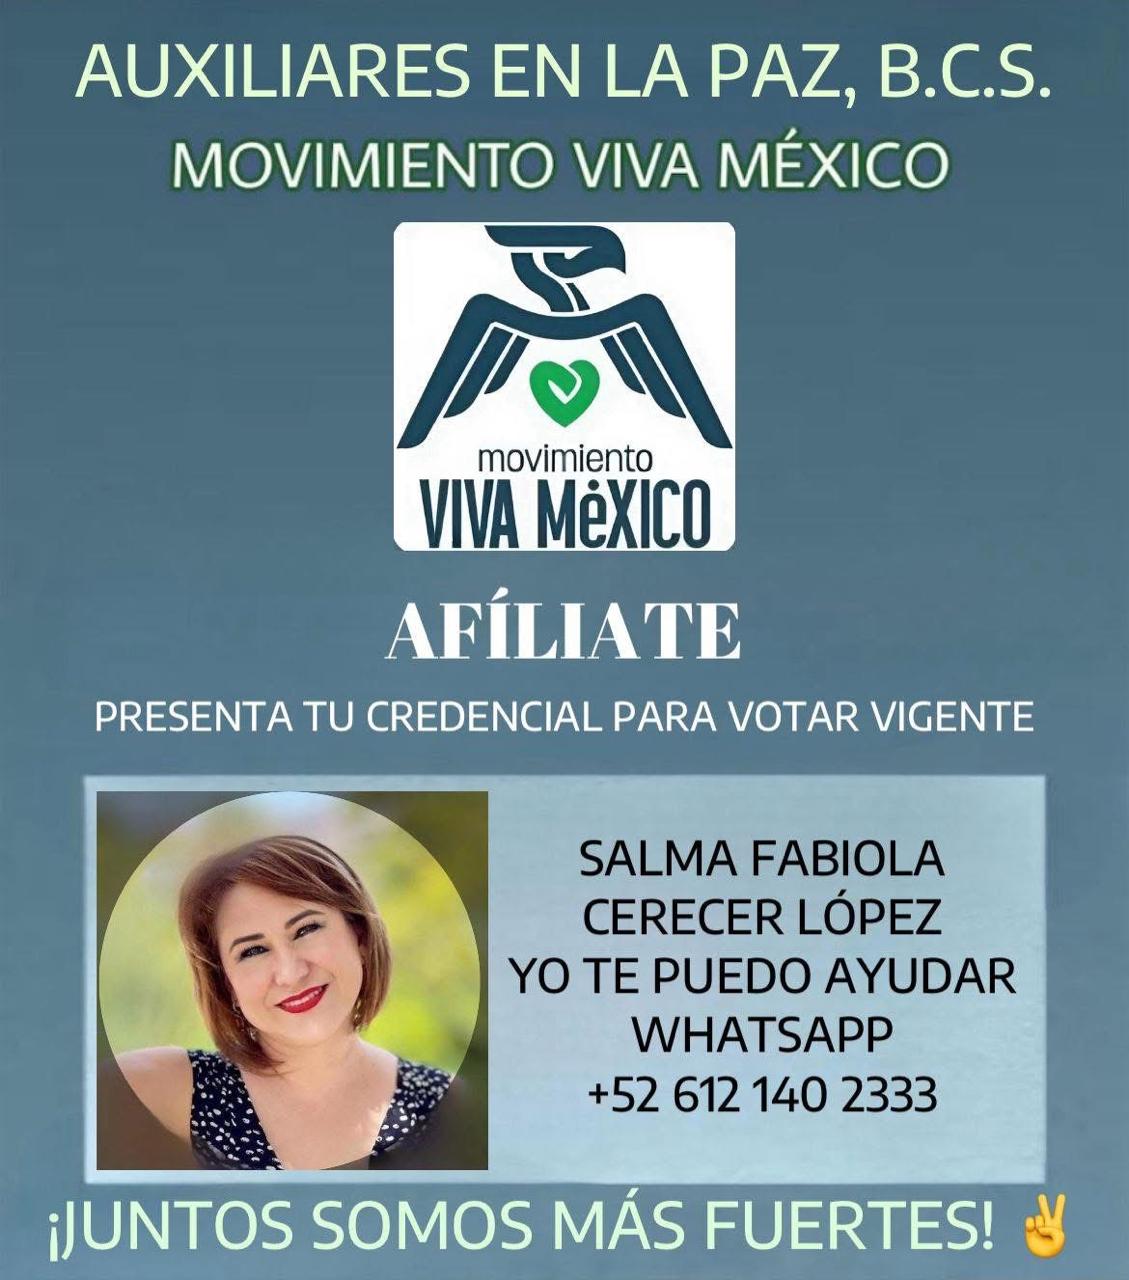 AUXILIARES EN LA PAZ, B.C.S.
MOVIMIENTO VIVA MÉXICO
movimiento
VIVA MéXICO
AFÍLIATE
PRESENTA TU CREDENCIAL PARA VOTAR VIGENTE
SALMA FABIOLA
CERECER LÓPEZ
YO TE PUEDO AYUDAR
WHATSAPP
+52 612 140 2333
¡JUNTOS SOMOS MÁS FUERTES! ✌️